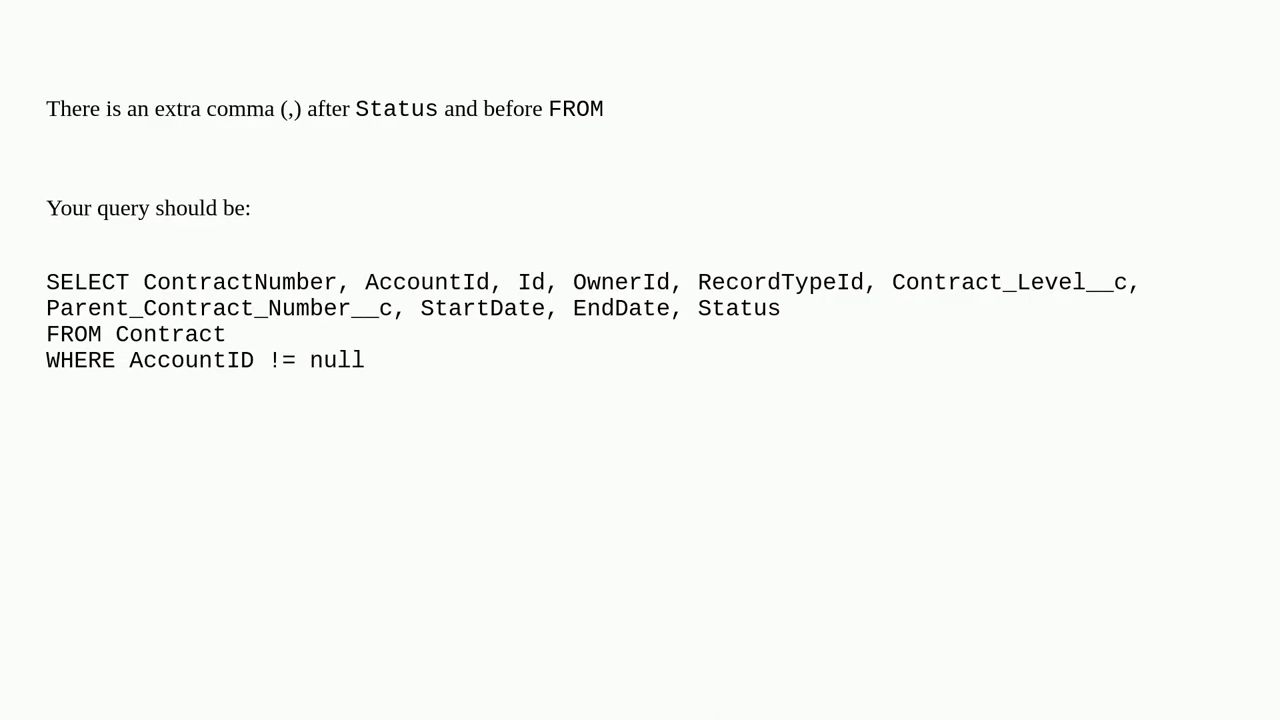 There is an extra comma (,) after Status and before FROM
Your query should be:
SELECT ContractNumber, AccountId, Id, OwnerId, RecordTypeId, Contract_Level__c,
Parent_Contract_Number__c, StartDate, EndDate, Status
FROM Contract
WHERE AccountID != null